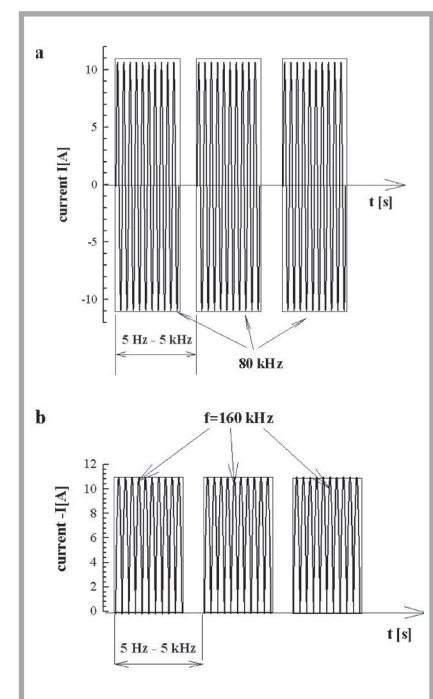 a
10
5
0
-5
-10
current I[A]
t [s]
5 Hz - 5 kHz
80 kHz
b
f=160 kHz
12
10
8
6
4
2
0
current -I[A]
t [s]
5 Hz - 5 kHz